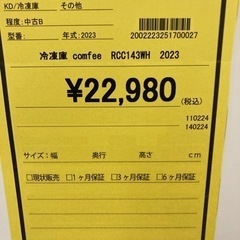 KD/冷凍庫 その他
程度:中古B
型番: 年式:2023 2002223251700027
冷凍庫 comfee RCC143WH 2023
¥22,980(税込)
110224
140224
サイズ:幅 奥行 高さ cm
□現状販売 □1ヶ月保証 □3ヶ月保証 □6ヶ月保証